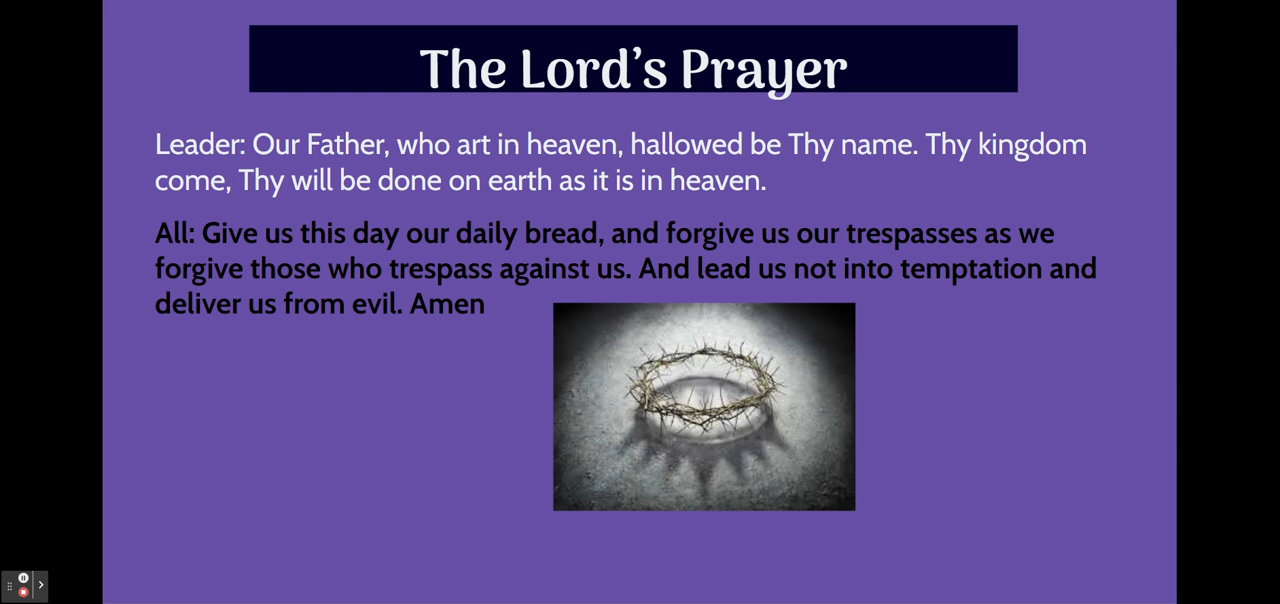 The Lord’s Prayer
Leader: Our Father, who art in heaven, hallowed be Thy name. Thy kingdom
come, Thy will be done on earth as it is in heaven.
All: Give us this day our daily bread, and forgive us our trespasses as we
forgive those who trespass against us. And lead us not into temptation and
deliver us from evil. Amen